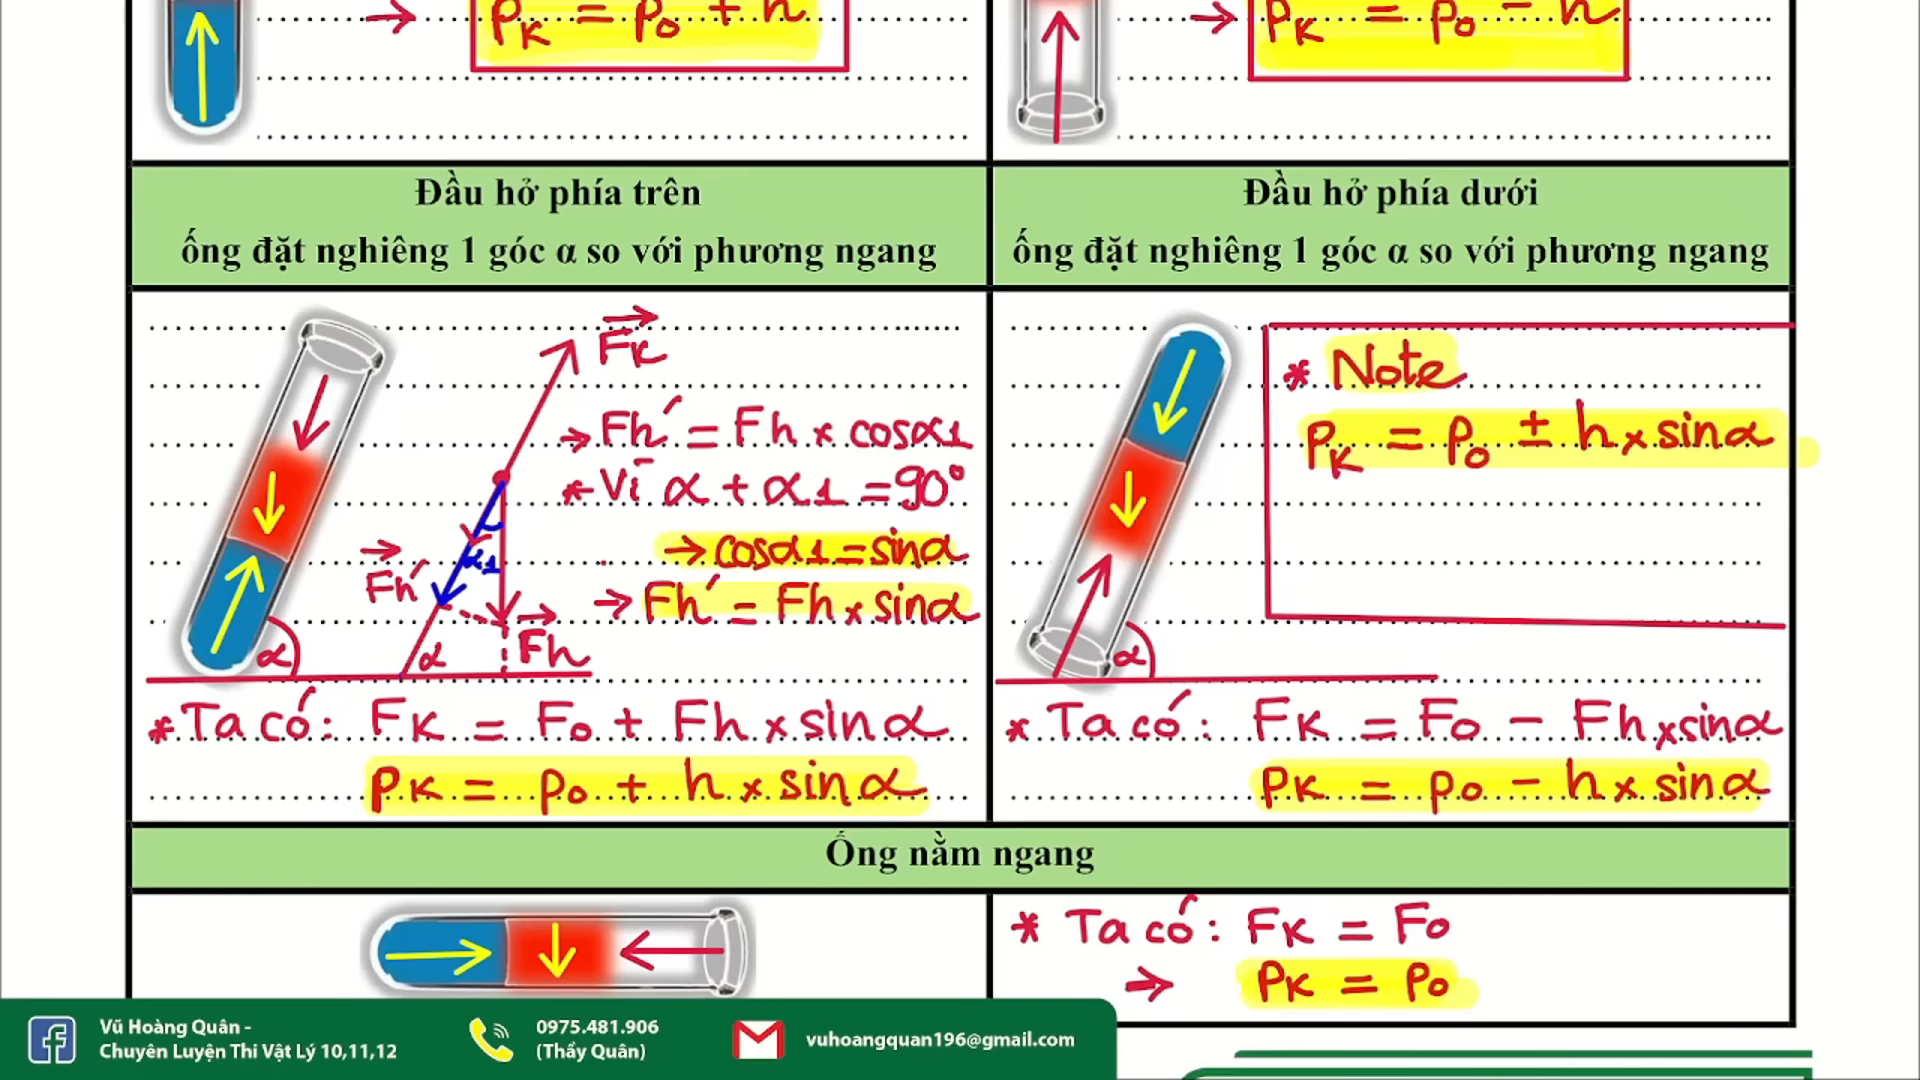 → PK = P0 + h
→ PK = P0 - h
Đầu hở phía trên
ống đặt nghiêng 1 góc α so với phương ngang
Đầu hở phía dưới
ống đặt nghiêng 1 góc α so với phương ngang
FK
→ Fh' = Fh x cosα1
* Vì α + α1 = 90°
→ cosα1 = sinα
→ Fh' = Fh x sinα
α1
Fh'
Fh
α
α
* Ta có: FK = F0 + Fh x sinα
PK = P0 + h x sinα
* Note
PK = P0 ± h x sinα
α
* Ta có: FK = F0 - Fh x sinα
PK = P0 - h x sinα
Ống nằm ngang
* Ta có: FK = F0
→ PK = P0
Vũ Hoàng Quân -
Chuyên Luyện Thi Vật Lý 10,11,12
0975.481.906
(Thầy Quân)
vuhoangquan196@gmail.com